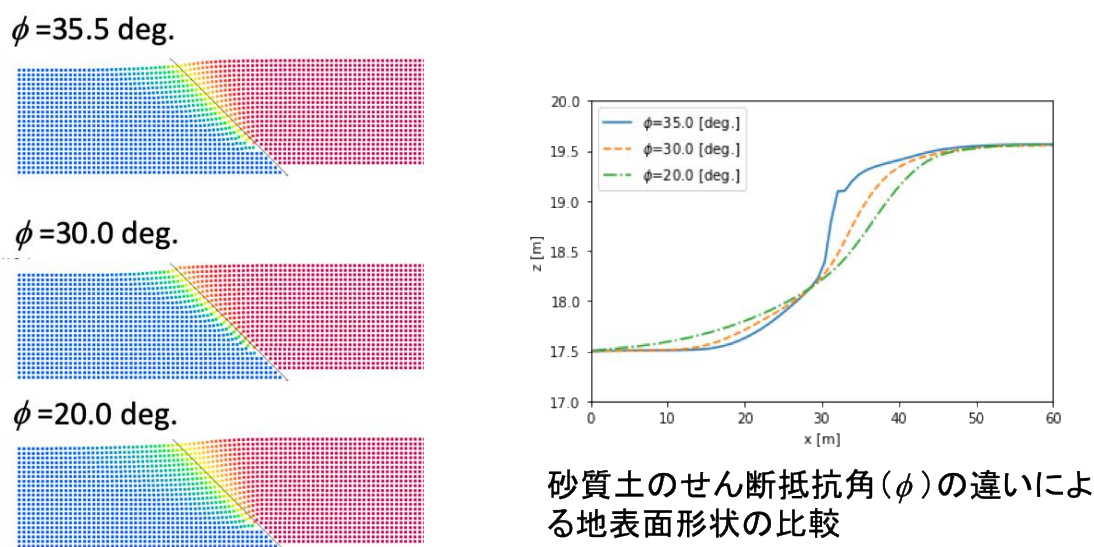 ϕ =35.5 deg.
ϕ =30.0 deg.
ϕ =20.0 deg.
20.0
19.5
19.0
18.5
18.0
17.5
17.0
z [m]
ϕ=35.0 [deg.]
ϕ=30.0 [deg.]
ϕ=20.0 [deg.]
0 10 20 30 40 50 60
x [m]
砂質土のせん断抵抗角(ϕ)の違いによ
る地表面形状の比較